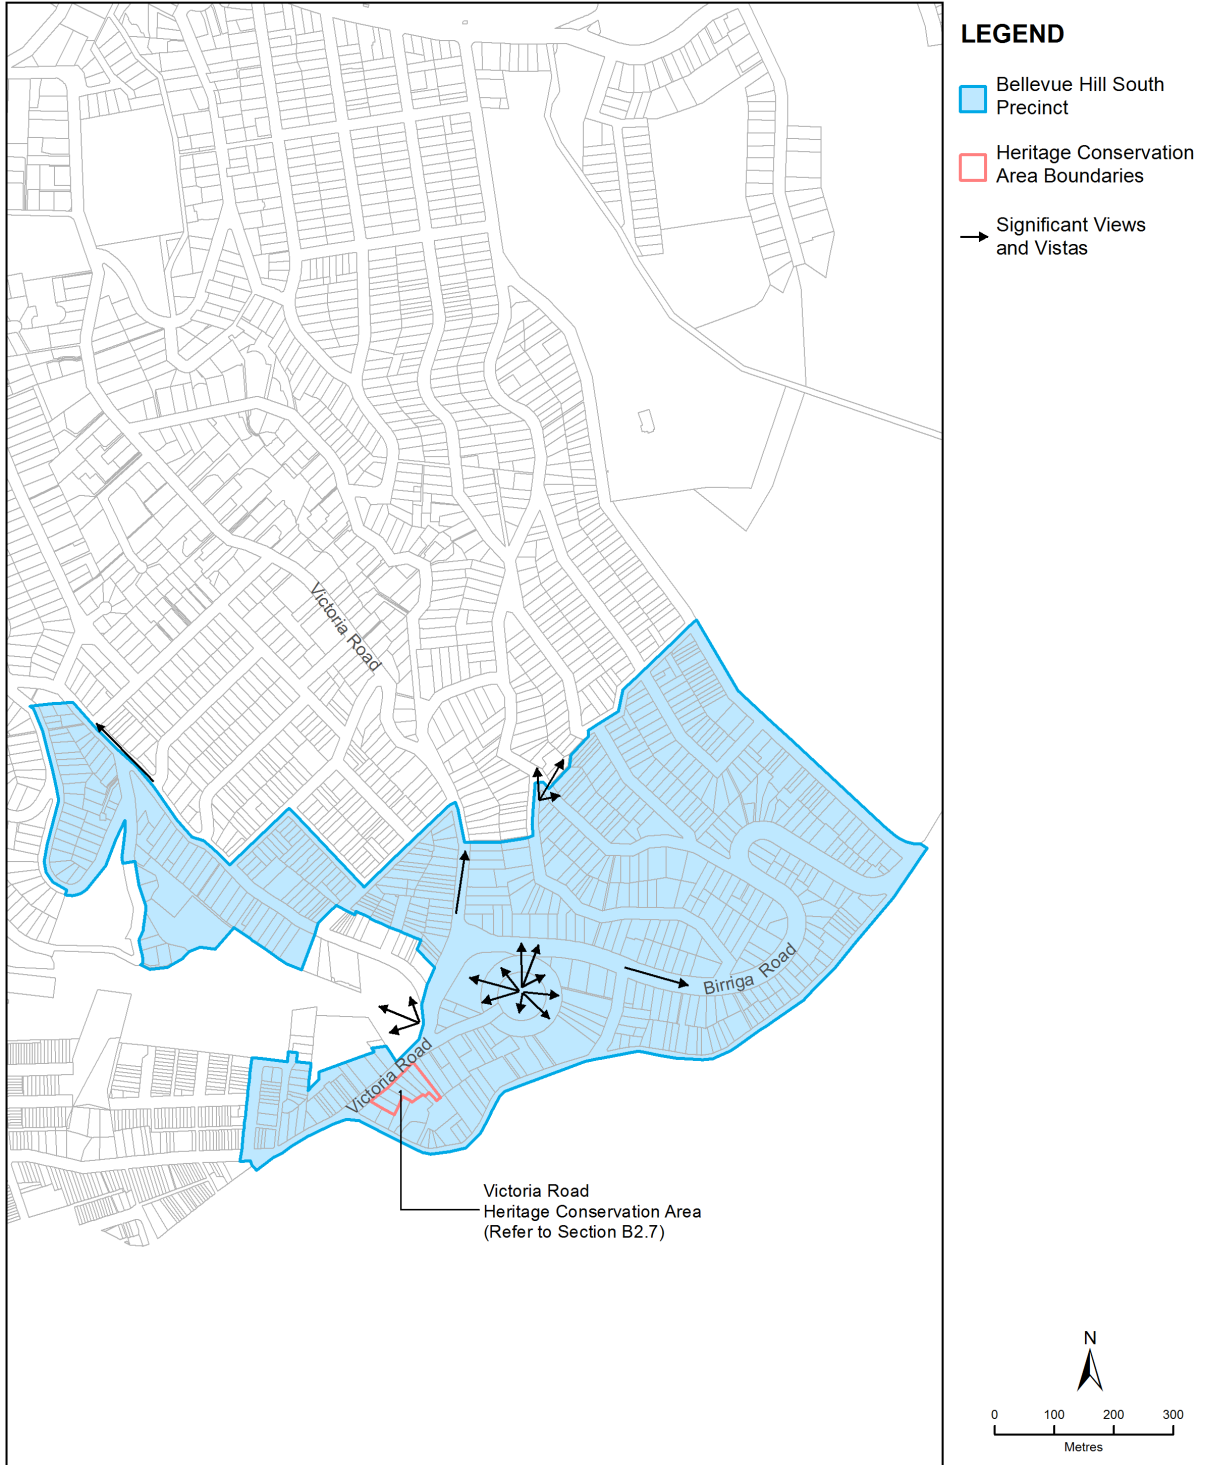 LEGEND
Bellevue Hill South
Precinct
Heritage Conservation
Area Boundaries
Significant Views
and Vistas
Victoria Road
Birriga Road
Victoria Road
Victoria Road
Heritage Conservation Area
(Refer to Section B2.7)
N
0 100 200 300
Metres